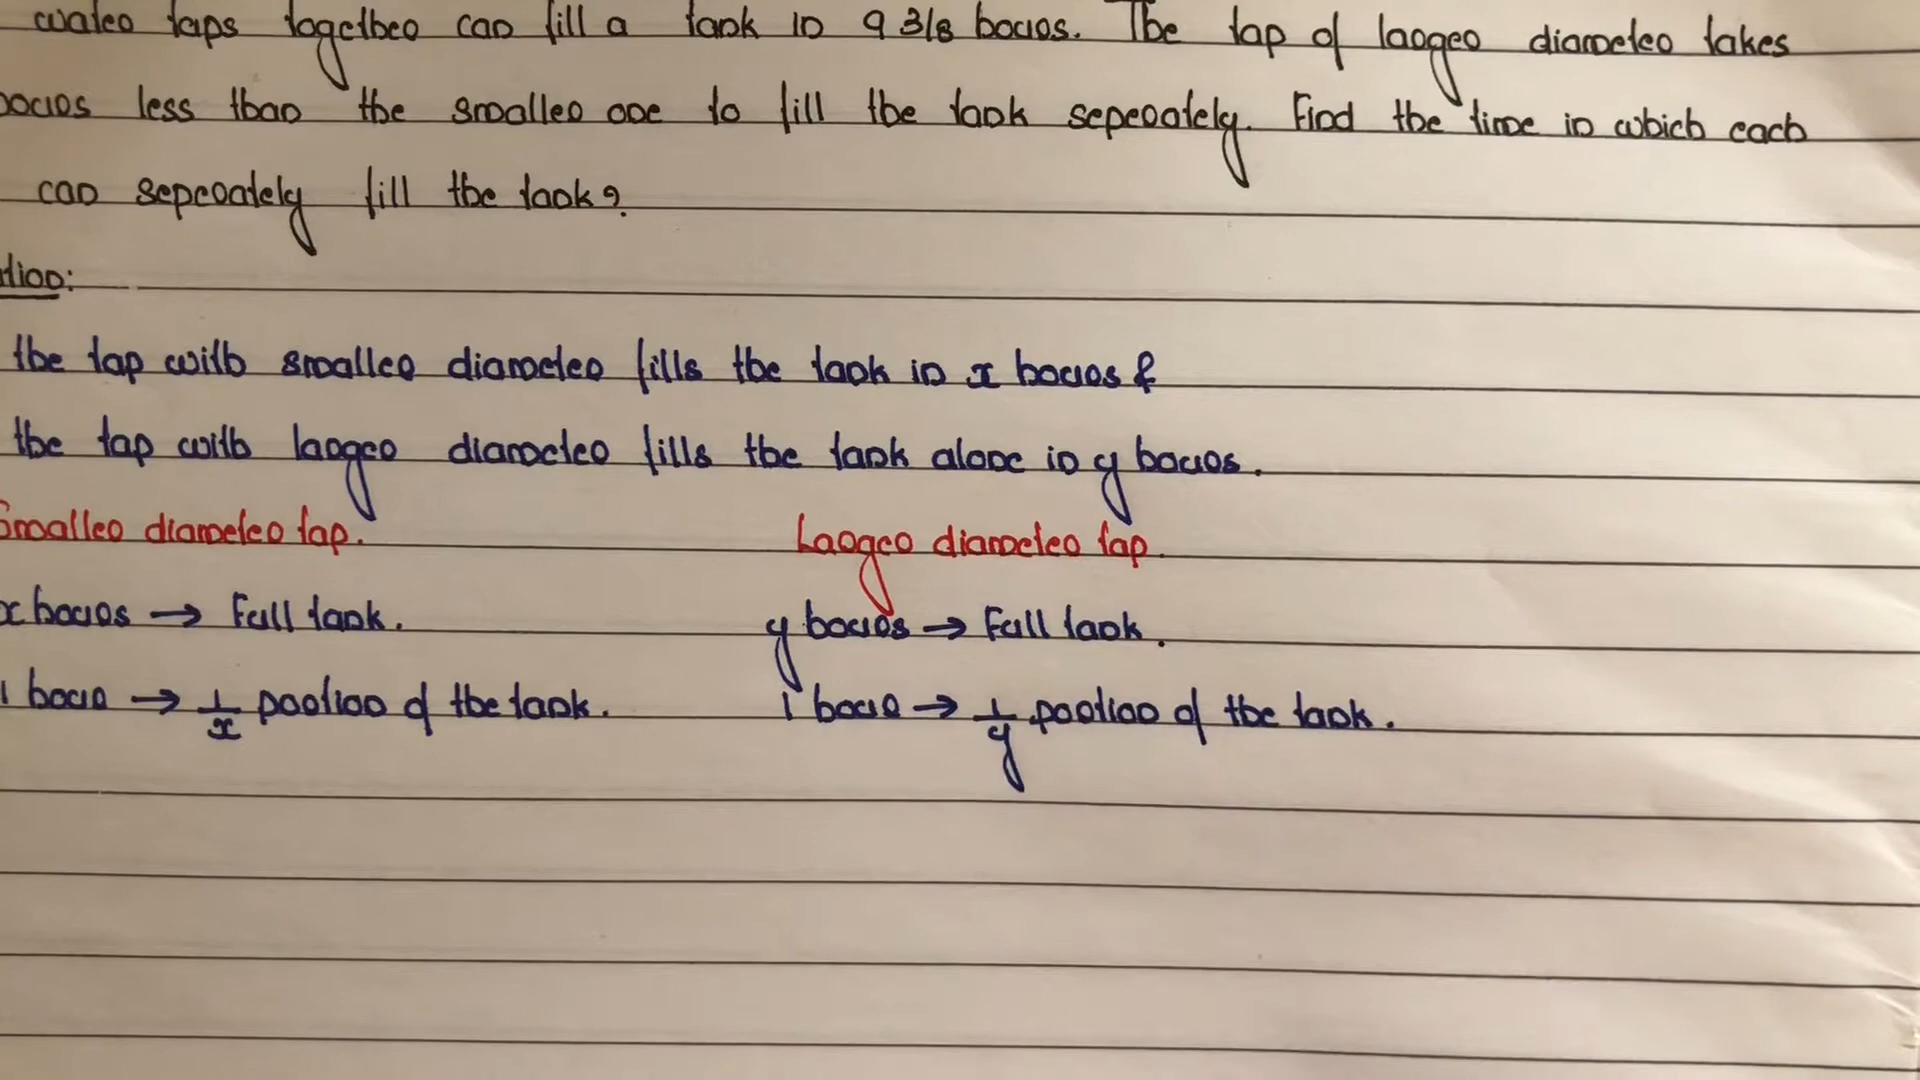 water taps together can fill a tank in 9 3/8 hours. The tap of larger diameter takes
hours less than the smaller one to fill the tank seperately. Find the time in which each
can seperately fill the tank?
the tap with smaller diameter fills the tank in x hours &
the tap with larger diameter fills the tank alone in y hours.
Smaller diameter tap. Larger diameter tap.
x hours → Full tank. y hours → Full tank.
1 hour → 1/x portion of the tank. 1 hour → 1/y portion of the tank.